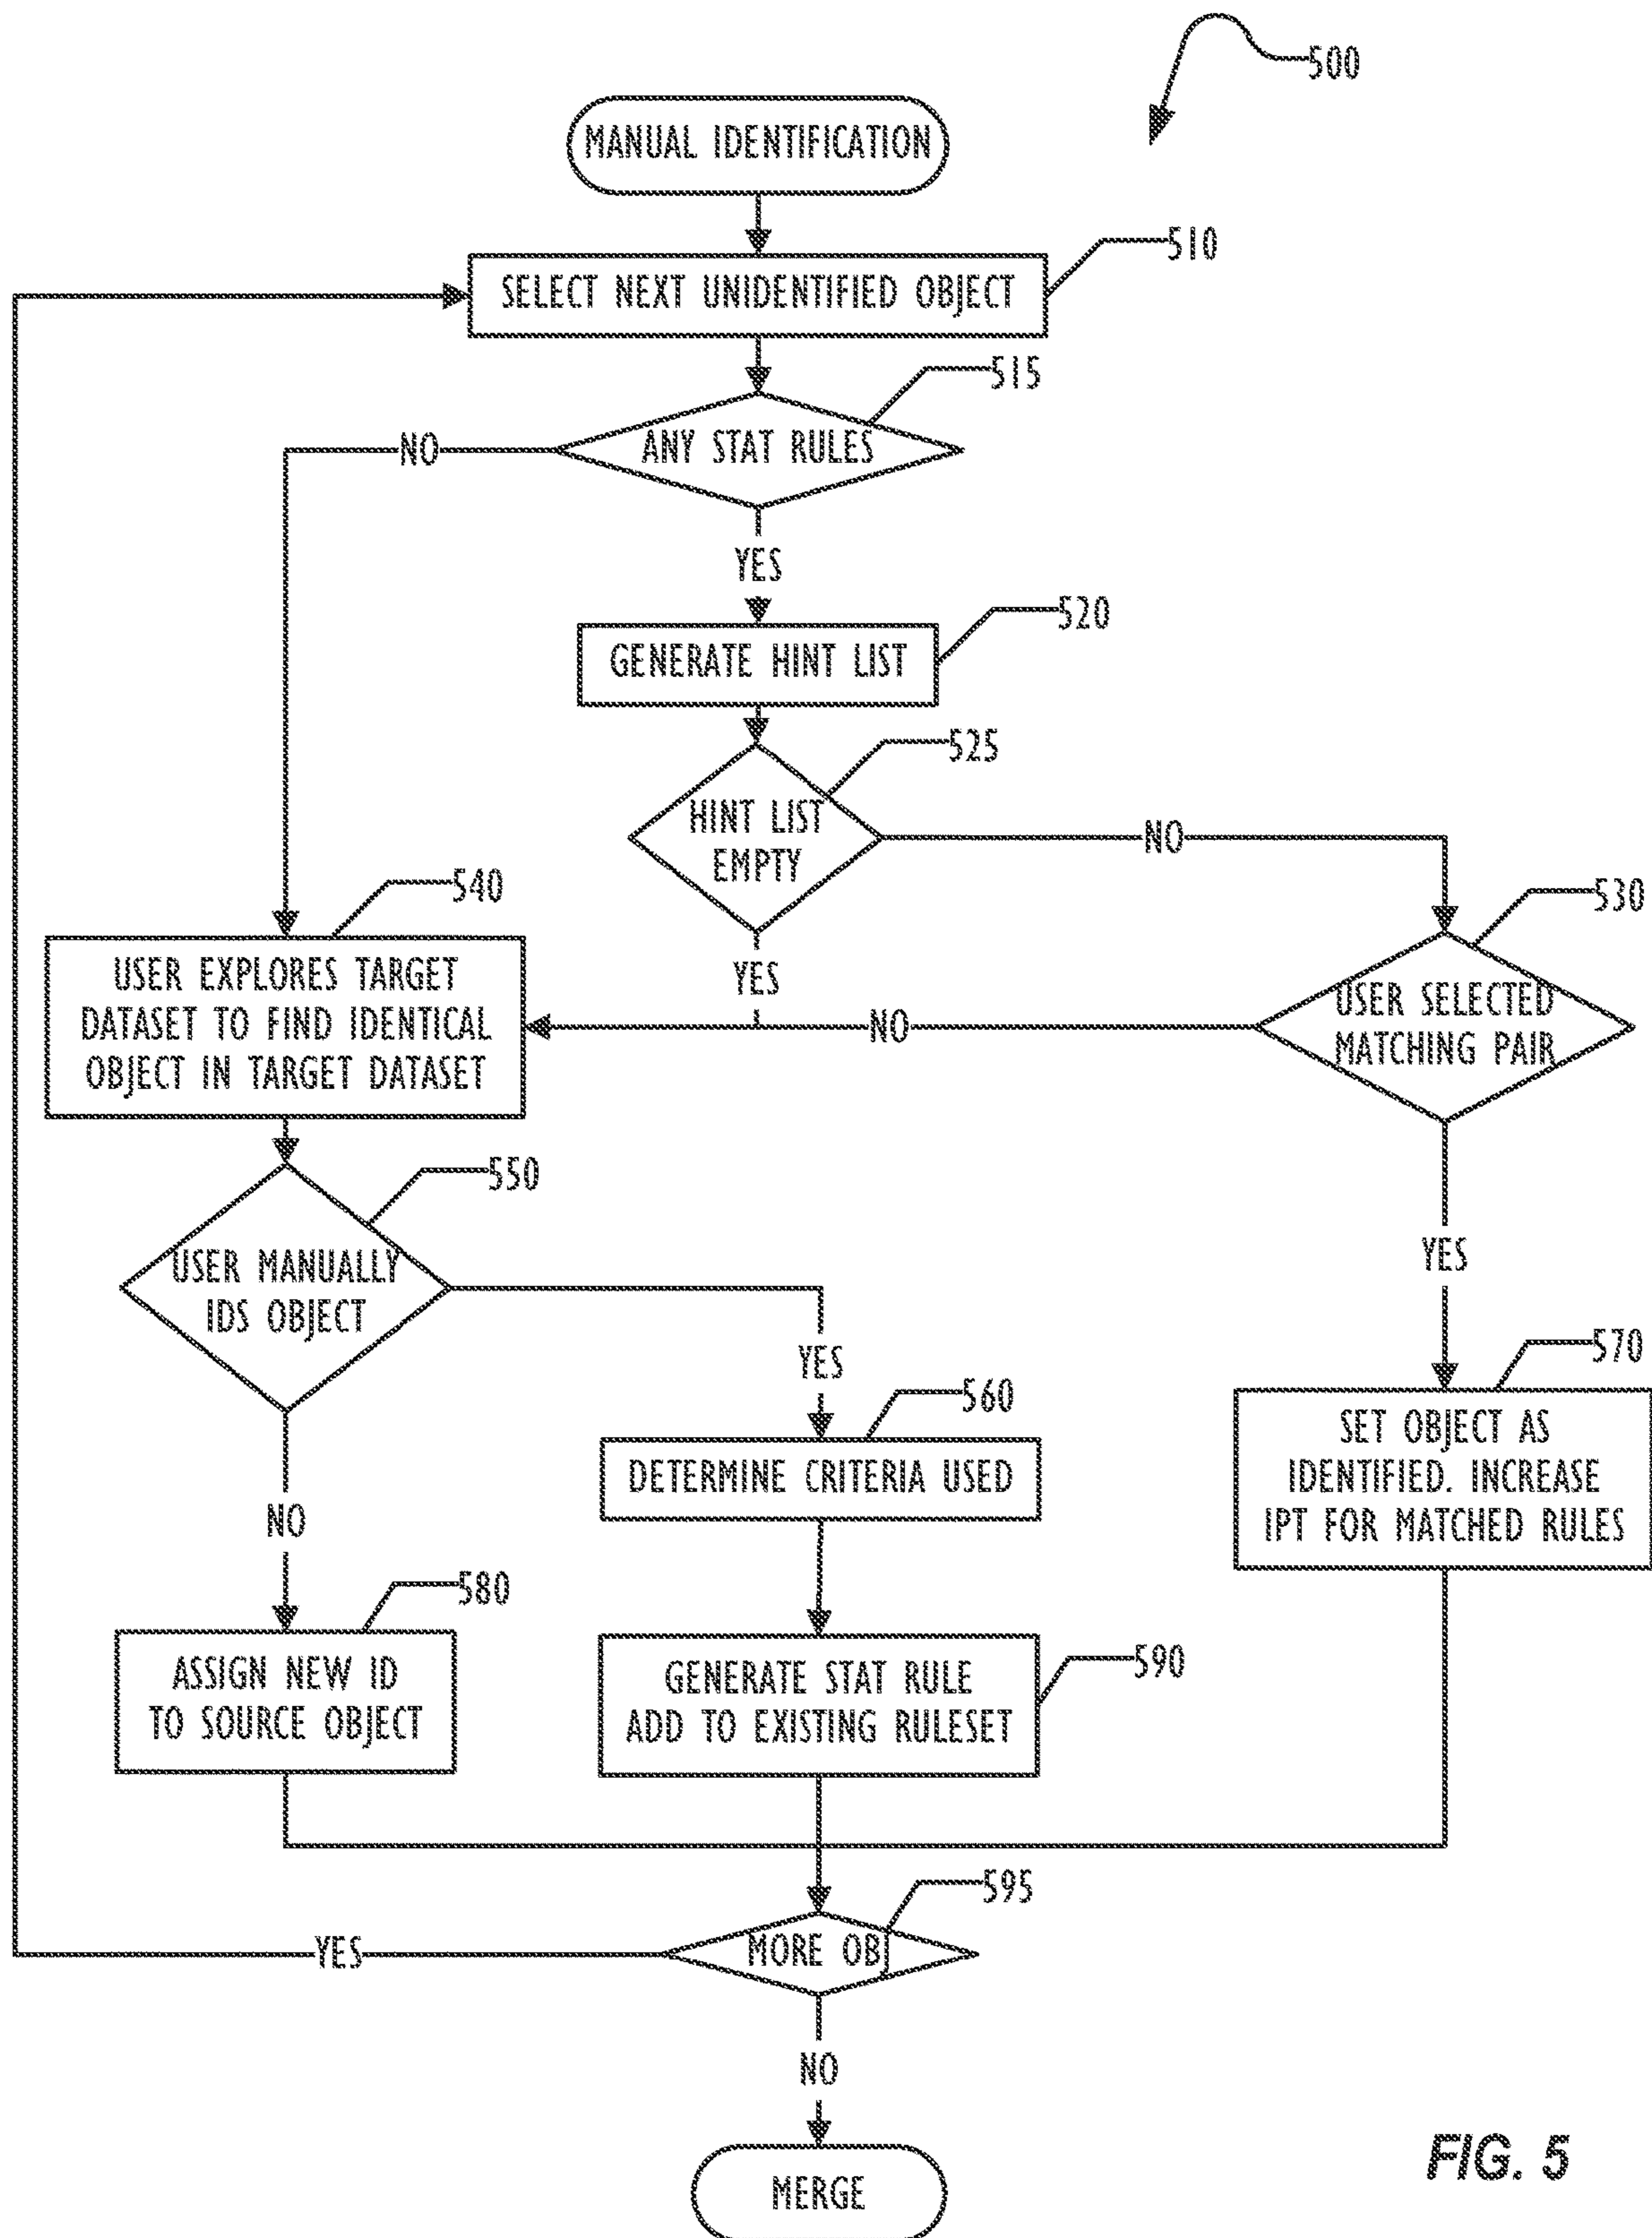 500
MANUAL IDENTIFICATION
510
SELECT NEXT UNIDENTIFIED OBJECT
515
ANY STAT RULES
NO
YES
520
GENERATE HINT LIST
525
HINT LIST
EMPTY
NO
530
USER SELECTED
MATCHING PAIR
YES
NO
540
USER EXPLORES TARGET
DATASET TO FIND IDENTICAL
OBJECT IN TARGET DATASET
550
USER MANUALLY
IDS OBJECT
YES
NO
YES
560
DETERMINE CRITERIA USED
570
SET OBJECT AS
IDENTIFIED. INCREASE
IPT FOR MATCHED RULES
580
ASSIGN NEW ID
TO SOURCE OBJECT
590
GENERATE STAT RULE
ADD TO EXISTING RULESET
595
MORE OBJ
YES
NO
MERGE
FIG. 5